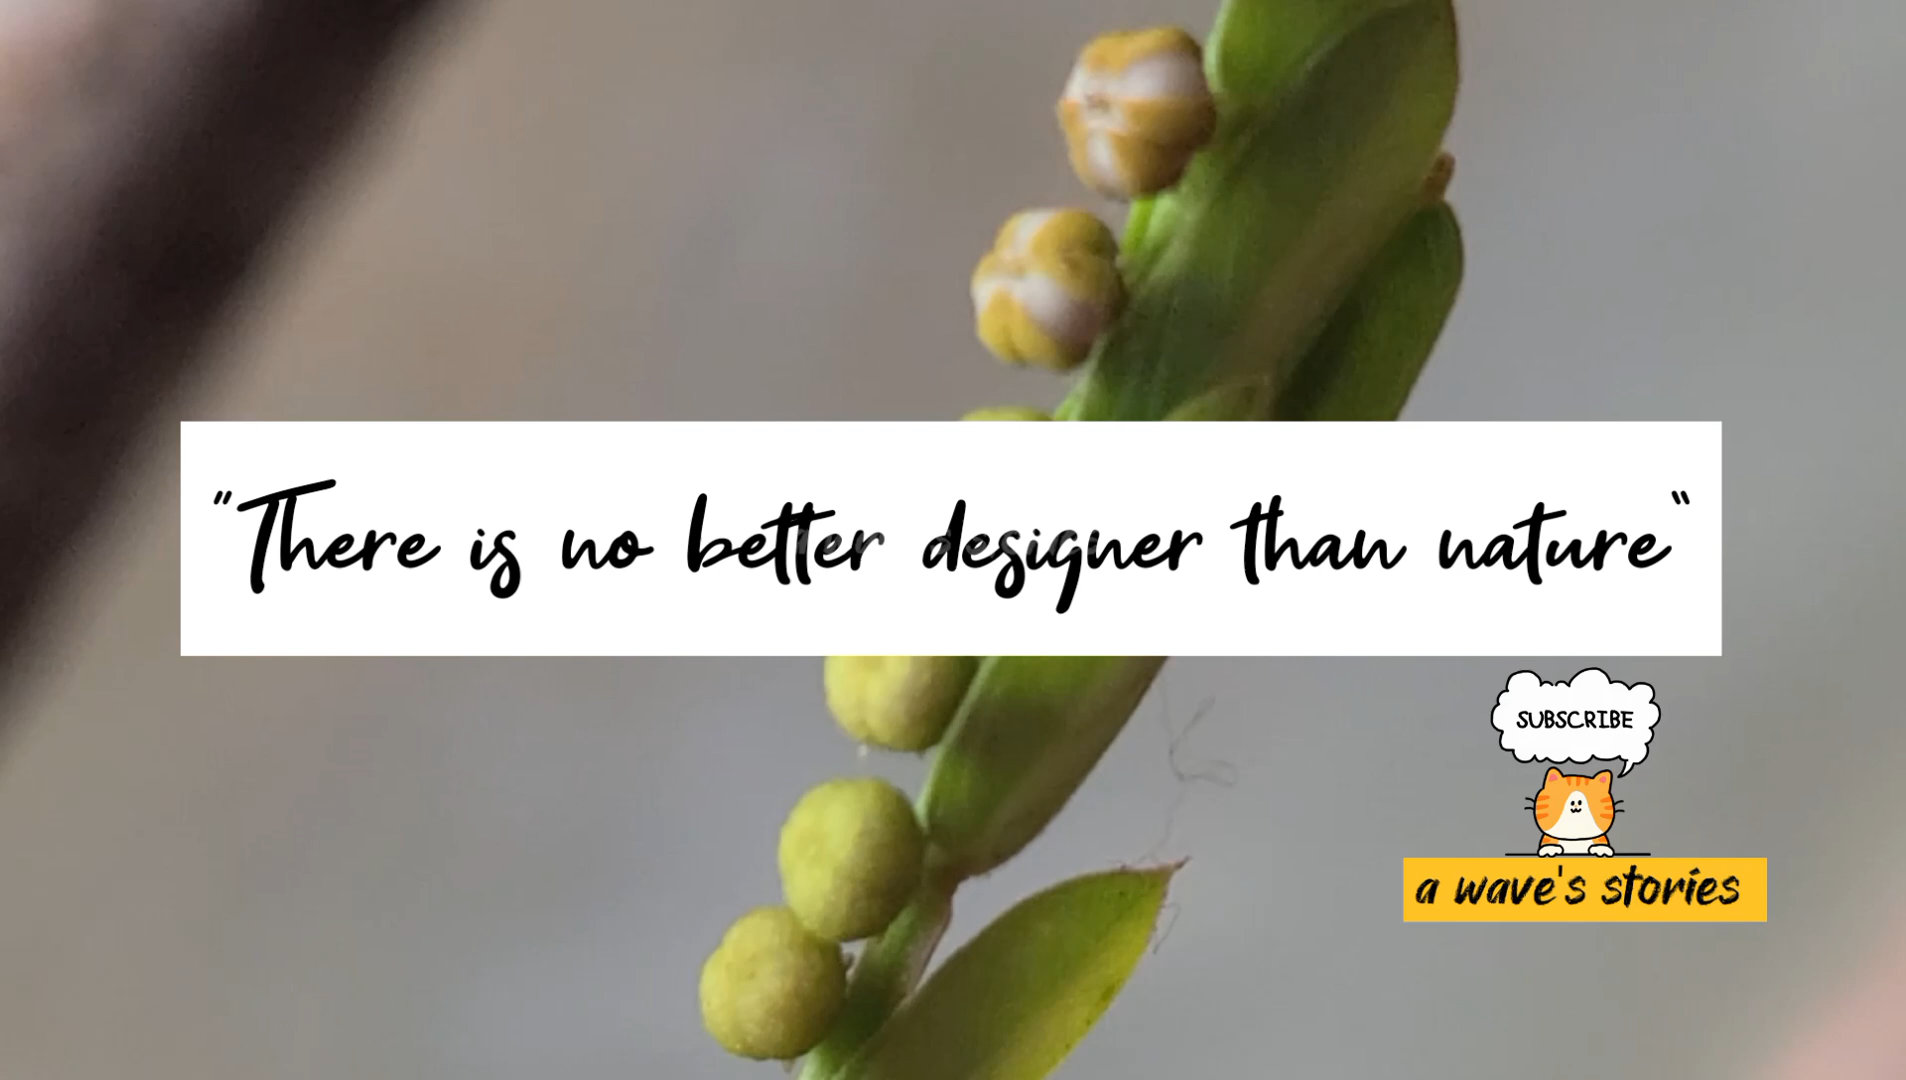 "There is no better designer than nature"
SUBSCRIBE
a wave's stories